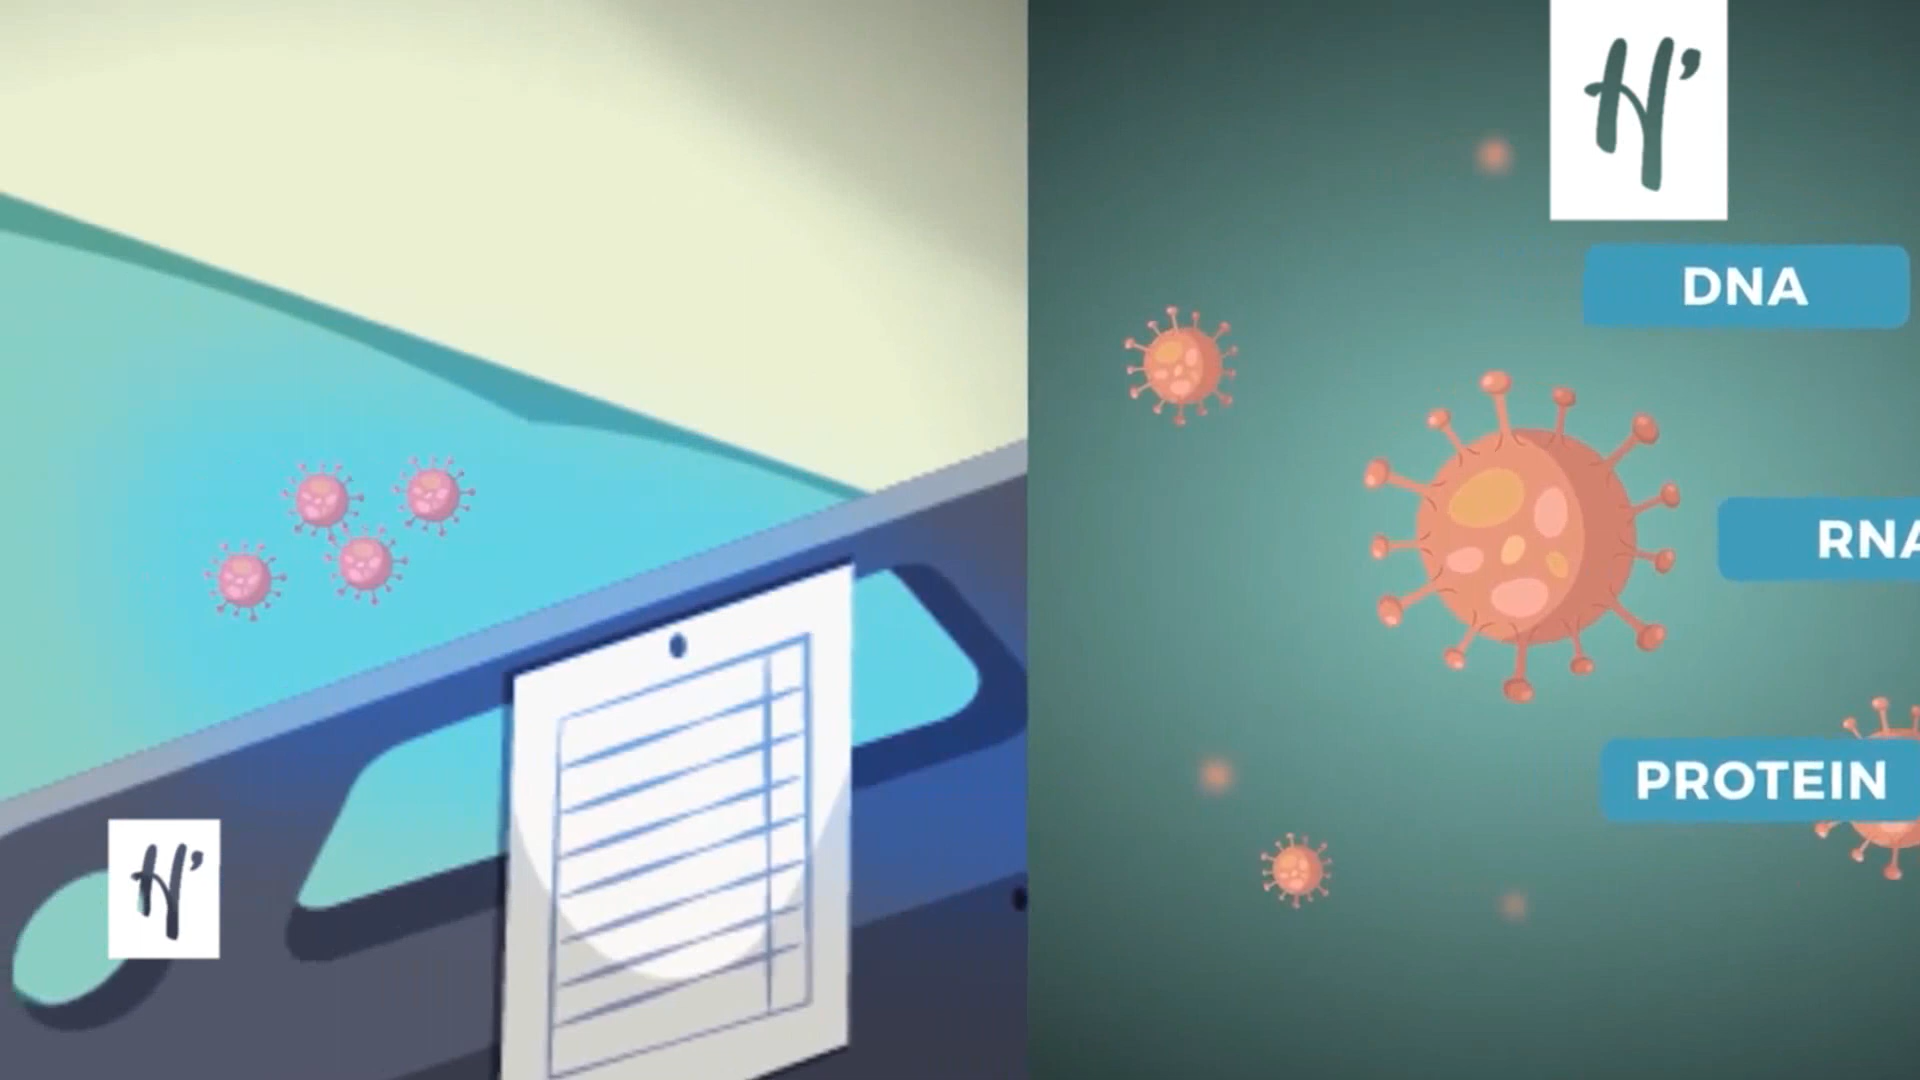 H’
DNA
RNA
PROTEIN
H’